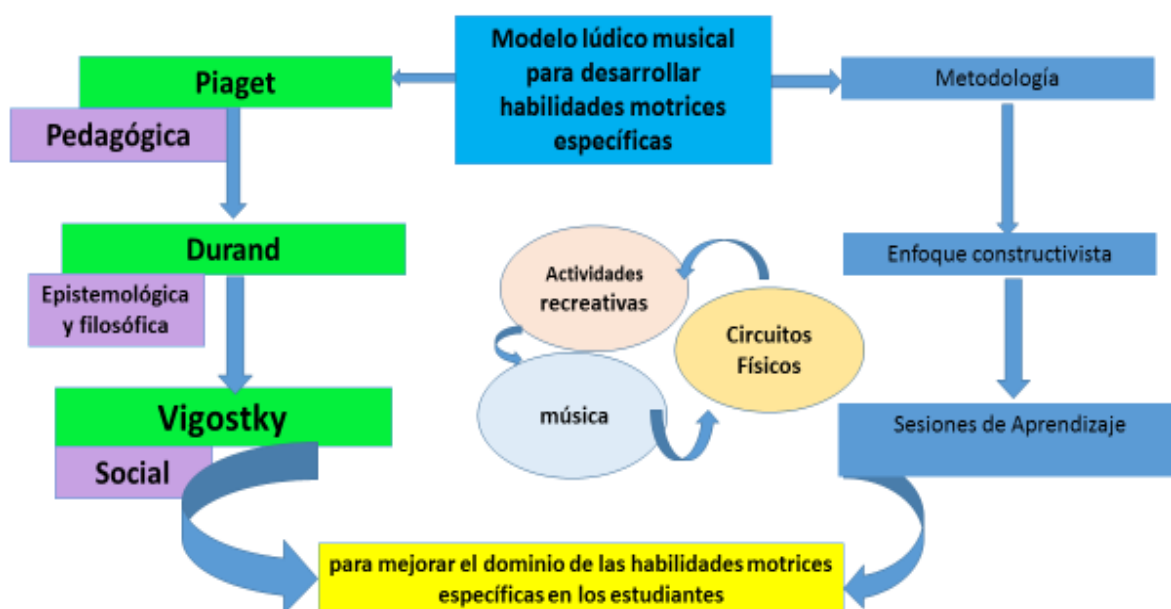 Modelo lúdico musical
para desarrollar
habilidades motrices
específicas
Piaget
Pedagógica
Metodología
Durand
Epistemológica
y filosófica
Enfoque constructivista
Actividades
recreativas
Circuitos
Físicos
música
Vigostky
Social
Sesiones de Aprendizaje
para mejorar el dominio de las habilidades motrices
específicas en los estudiantes